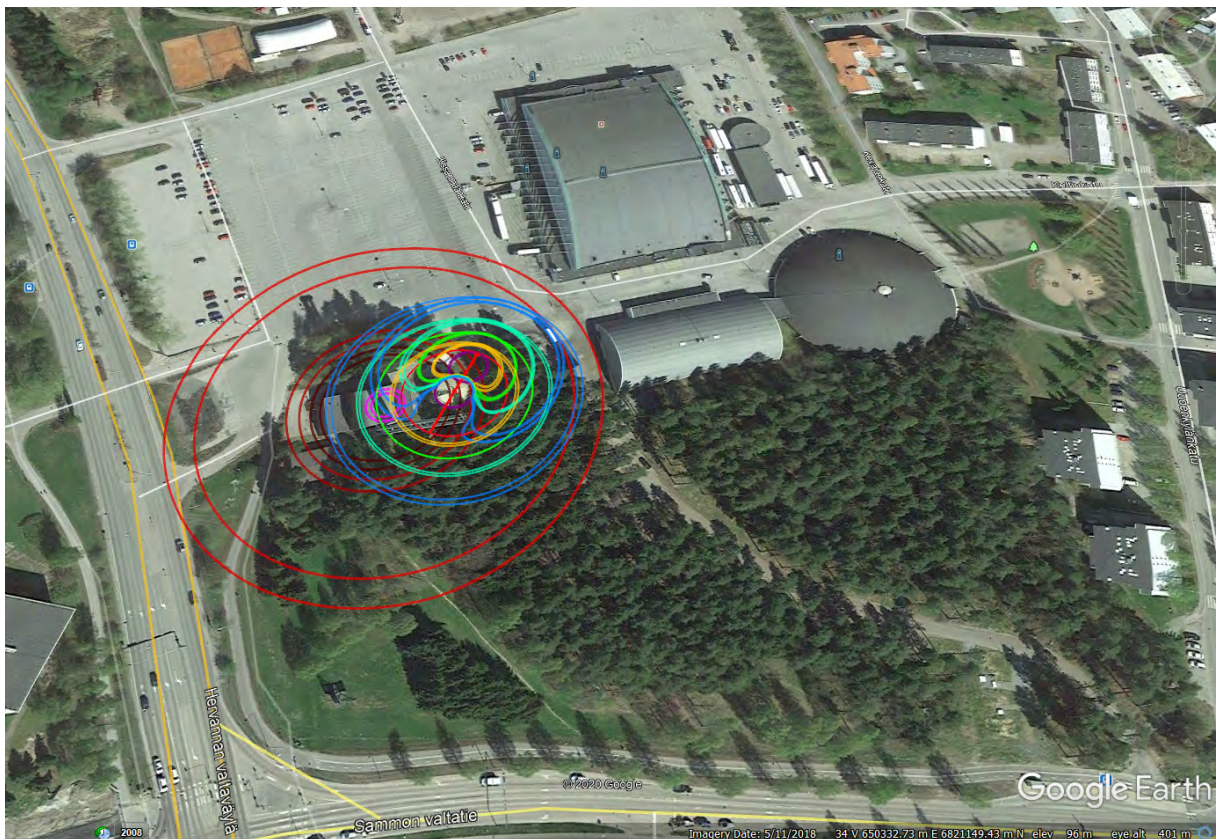 Hervannan valtaväylä
Uudenkylänkatu
© 2020 Google
Google Earth
Sammon valtatie
2008
Imagery Date: 5/11/2018 34 V 650332.73 m E 6821149.43 m N elev 96 m eye alt 401 m